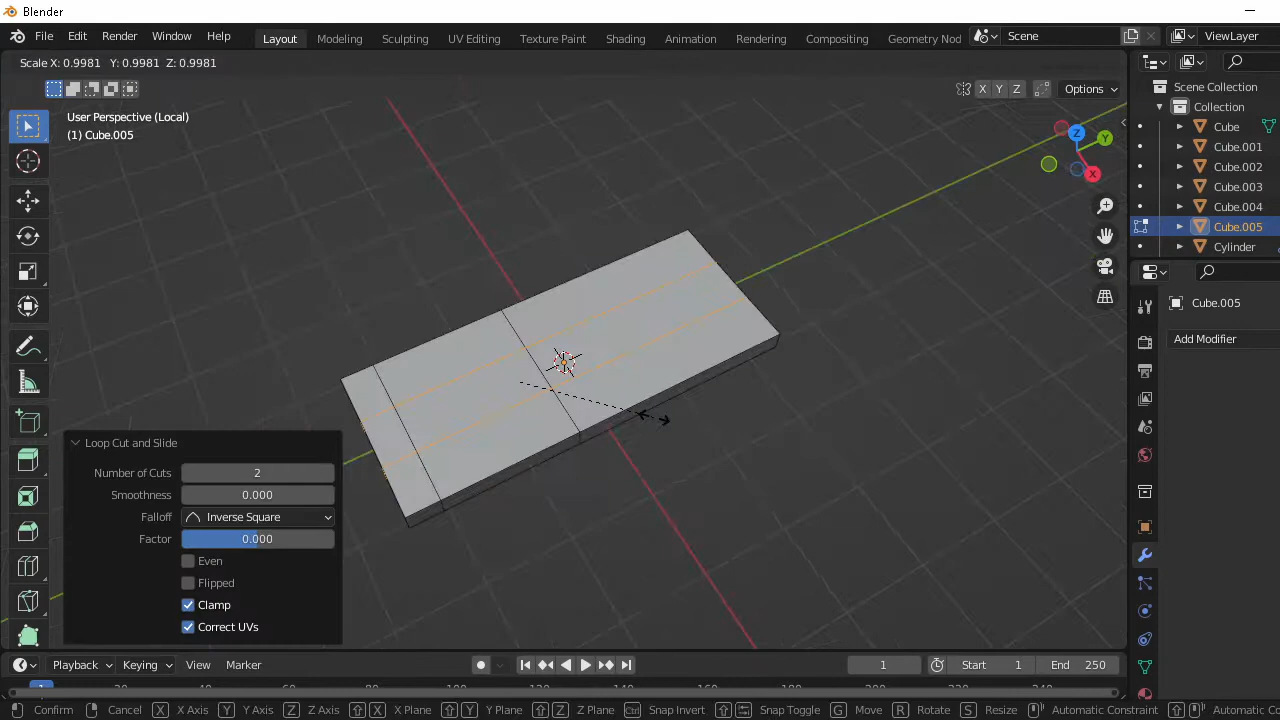 Blender
File Edit Render Window Help Layout Modeling Sculpting UV Editing Texture Paint Shading Animation Rendering Compositing Geometry Nod Scene ViewLayer
Scale X: 0.9981 Y: 0.9981 Z: 0.9981
X Y Z Options
User Perspective (Local)
(1) Cube.005
Scene Collection
Collection
Cube
Cube.001
Cube.002
Cube.003
Cube.004
Cube.005
Cylinder
Z
Y
X
Cube.005
Add Modifier
Loop Cut and Slide
Number of Cuts 2
Smoothness 0.000
Falloff Inverse Square
Factor 0.000
Even
Flipped
Clamp
Correct UVs
Playback Keying View Marker 1 Start 1 End 250
Confirm Cancel X X Axis Y Y Axis Z Z Axis X X Plane Y Y Plane Z Z Plane Ctrl Snap Invert Snap Toggle G Move R Rotate S Resize Automatic Constraint Automatic Co